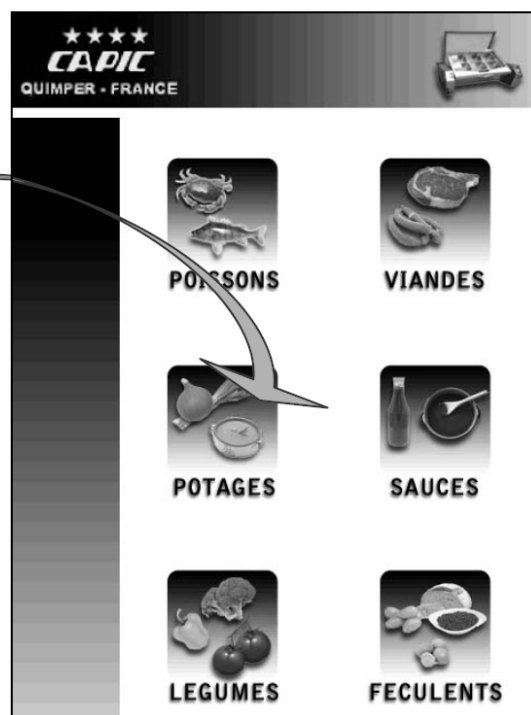 CAPIC
QUIMPER - FRANCE
POISSONS
VIANDES
POTAGES
SAUCES
LEGUMES
FECULENTS